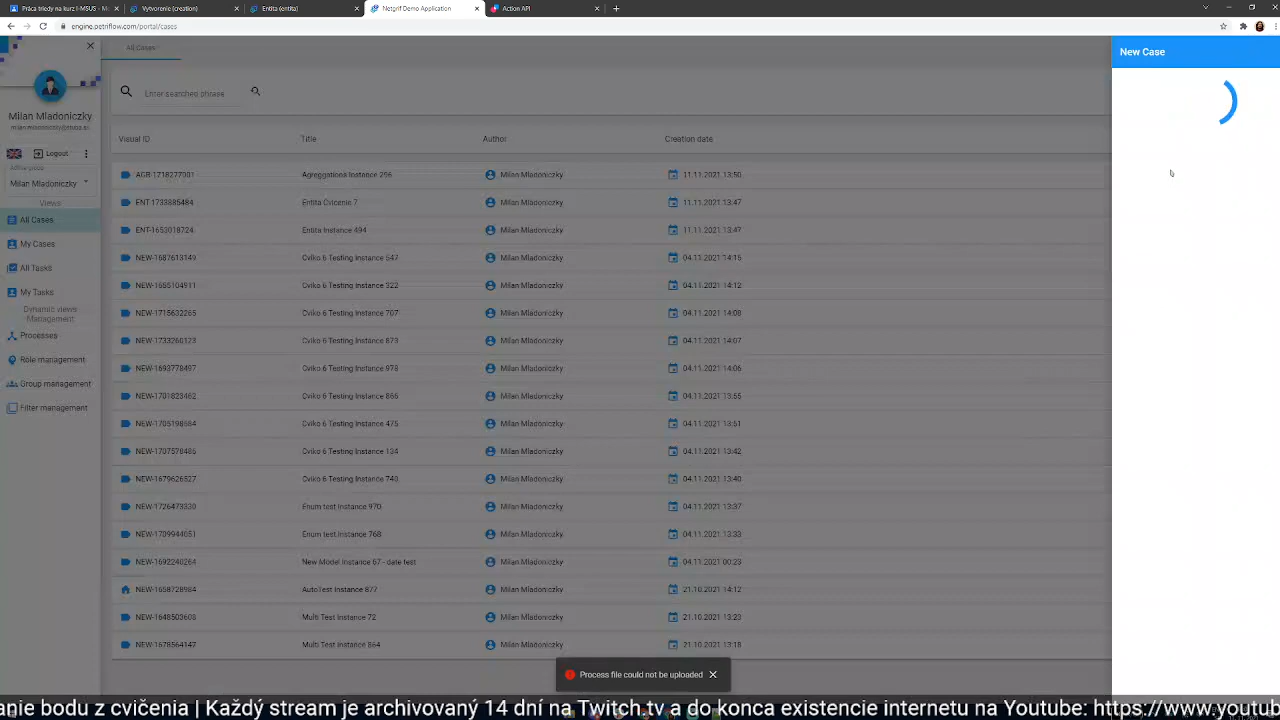 Práca triedy na kurz I-MSUS - M
Vytvorenie (creation)
Entita (entita)
Netgrif Demo Application
Action API
engine.petriflow.com/portal/cases
All Cases
New Case
Enter searched phrase
Milan Mladoniczky
milan.mladoniczky@stuba.sk
Logout
Milan Mladoniczky
Views
All Cases
My Cases
All Tasks
My Tasks
Dynamic views
Management
Processes
Role management
Group management
Filter management
Visual ID Title Author Creation date
AGR-1718277001 Agreggations Instance 296 Milan Mladoniczky 11.11.2021 13:50
ENT-1733885484 Entita Cvicenie 7 Milan Mladoniczky 11.11.2021 13:47
ENT-1653018724 Entita Instance 494 Milan Mladoniczky 11.11.2021 13:47
NEW-1687613149 Cviko 6 Testing Instance 547 Milan Mladoniczky 04.11.2021 14:15
NEW-1655104911 Cviko 6 Testing Instance 322 Milan Mladoniczky 04.11.2021 14:12
NEW-1715632265 Cviko 6 Testing Instance 707 Milan Mladoniczky 04.11.2021 14:08
NEW-1733260123 Cviko 6 Testing Instance 873 Milan Mladoniczky 04.11.2021 14:07
NEW-1693778497 Cviko 6 Testing Instance 978 Milan Mladoniczky 04.11.2021 14:06
NEW-1701823462 Cviko 6 Testing Instance 866 Milan Mladoniczky 04.11.2021 13:55
NEW-1705198584 Cviko 6 Testing Instance 475 Milan Mladoniczky 04.11.2021 13:51
NEW-1707578486 Cviko 6 Testing Instance 134 Milan Mladoniczky 04.11.2021 13:42
NEW-1679626527 Cviko 6 Testing Instance 740 Milan Mladoniczky 04.11.2021 13:40
NEW-1726473330 Enum test Instance 970 Milan Mladoniczky 04.11.2021 13:37
NEW-1709944051 Enum test Instance 768 Milan Mladoniczky 04.11.2021 13:33
NEW-1692240264 New Model Instance 67 - date test Milan Mladoniczky 04.11.2021 00:23
NEW-1658728984 AutoTest Instance 877 Milan Mladoniczky 21.10.2021 14:12
NEW-1648503603 Multi Test Instance 72 Milan Mladoniczky 21.10.2021 13:23
NEW-1678564147 Multi Test Instance 864 Milan Mladoniczky 21.10.2021 13:18
Process file could not be uploaded
anie bodu z cvičenia | Každý stream je archivovaný 14 dní na Twitch.tv a do konca existencie internetu na Youtube: https://www.youtub